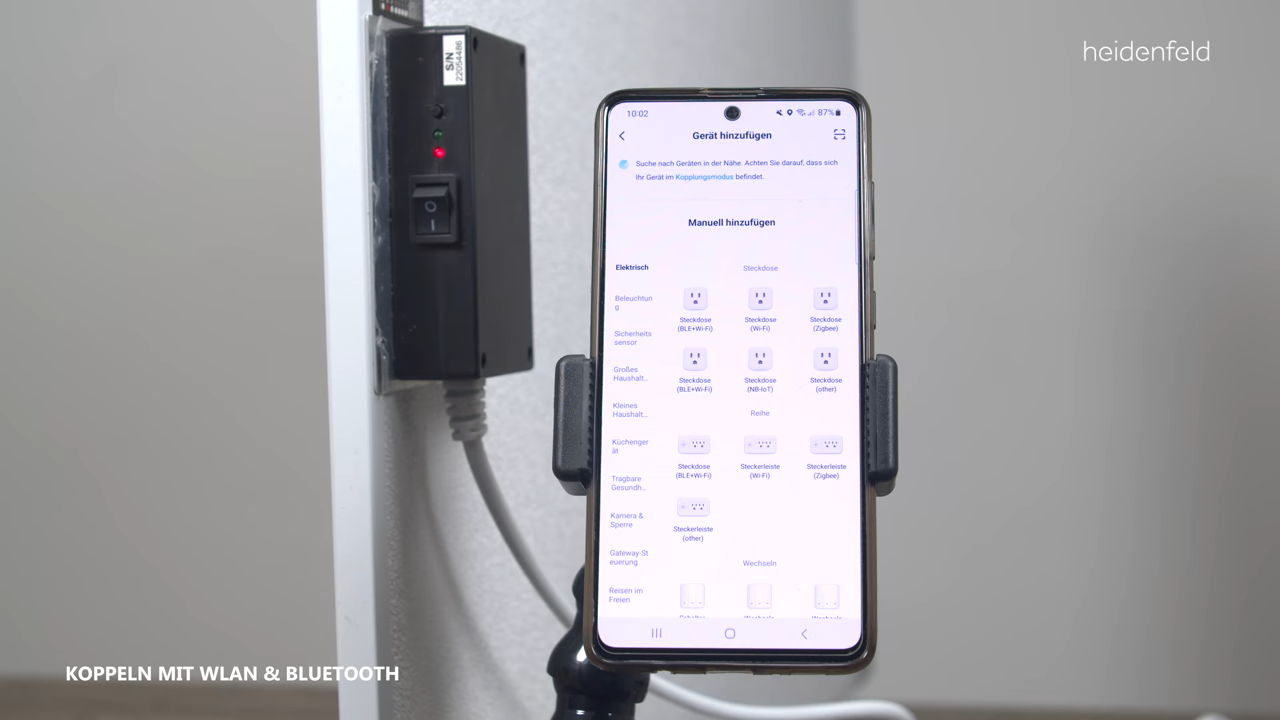 heidenfeld
S/N
22054486
10:02
87%
Gerät hinzufügen
Suche nach Geräten in der Nähe. Achten Sie darauf, dass sich
Ihr Gerät im Kopplungsmodus befindet.
Manuell hinzufügen
Elektrisch
Beleuchtun
g
Sicherheits
sensor
Großes
Haushalt...
Kleines
Haushalt...
Küchenger
ät
Tragbare
Gesundh...
Kamera &
Sperre
Gateway-St
euerung
Reisen im
Freien
Steckdose
Steckdose
(BLE+Wi-Fi)
Steckdose
(Wi-Fi)
Steckdose
(Zigbee)
Steckdose
(BLE+Wi-Fi)
Steckdose
(NB-IoT)
Steckdose
(other)
Reihe
Steckdose
(BLE+Wi-Fi)
Steckerleiste
(Wi-Fi)
Steckerleiste
(Zigbee)
Steckerleiste
(other)
Wechseln
KOPPELN MIT WLAN & BLUETOOTH